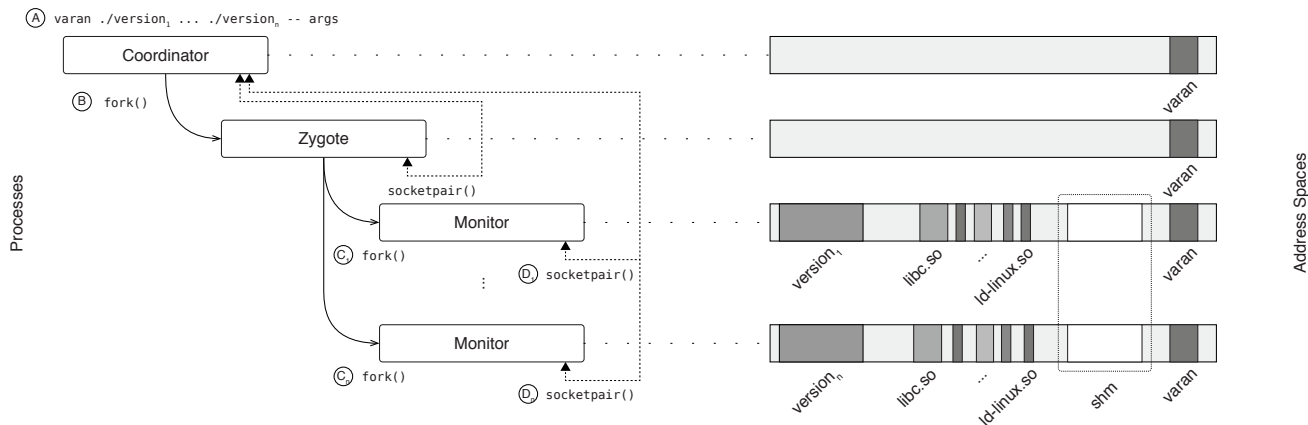 A varan ./version₁ ... ./versionₙ -- args
Coordinator
varan
B fork()
Zygote
varan
socketpair()
Processes
Address Spaces
Monitor
C₁ fork()
D₁ socketpair()
version₁
libc.so
...
ld-linux.so
varan
⋮
Monitor
Cₙ fork()
Dₙ socketpair()
versionₙ
libc.so
...
ld-linux.so
shm
varan